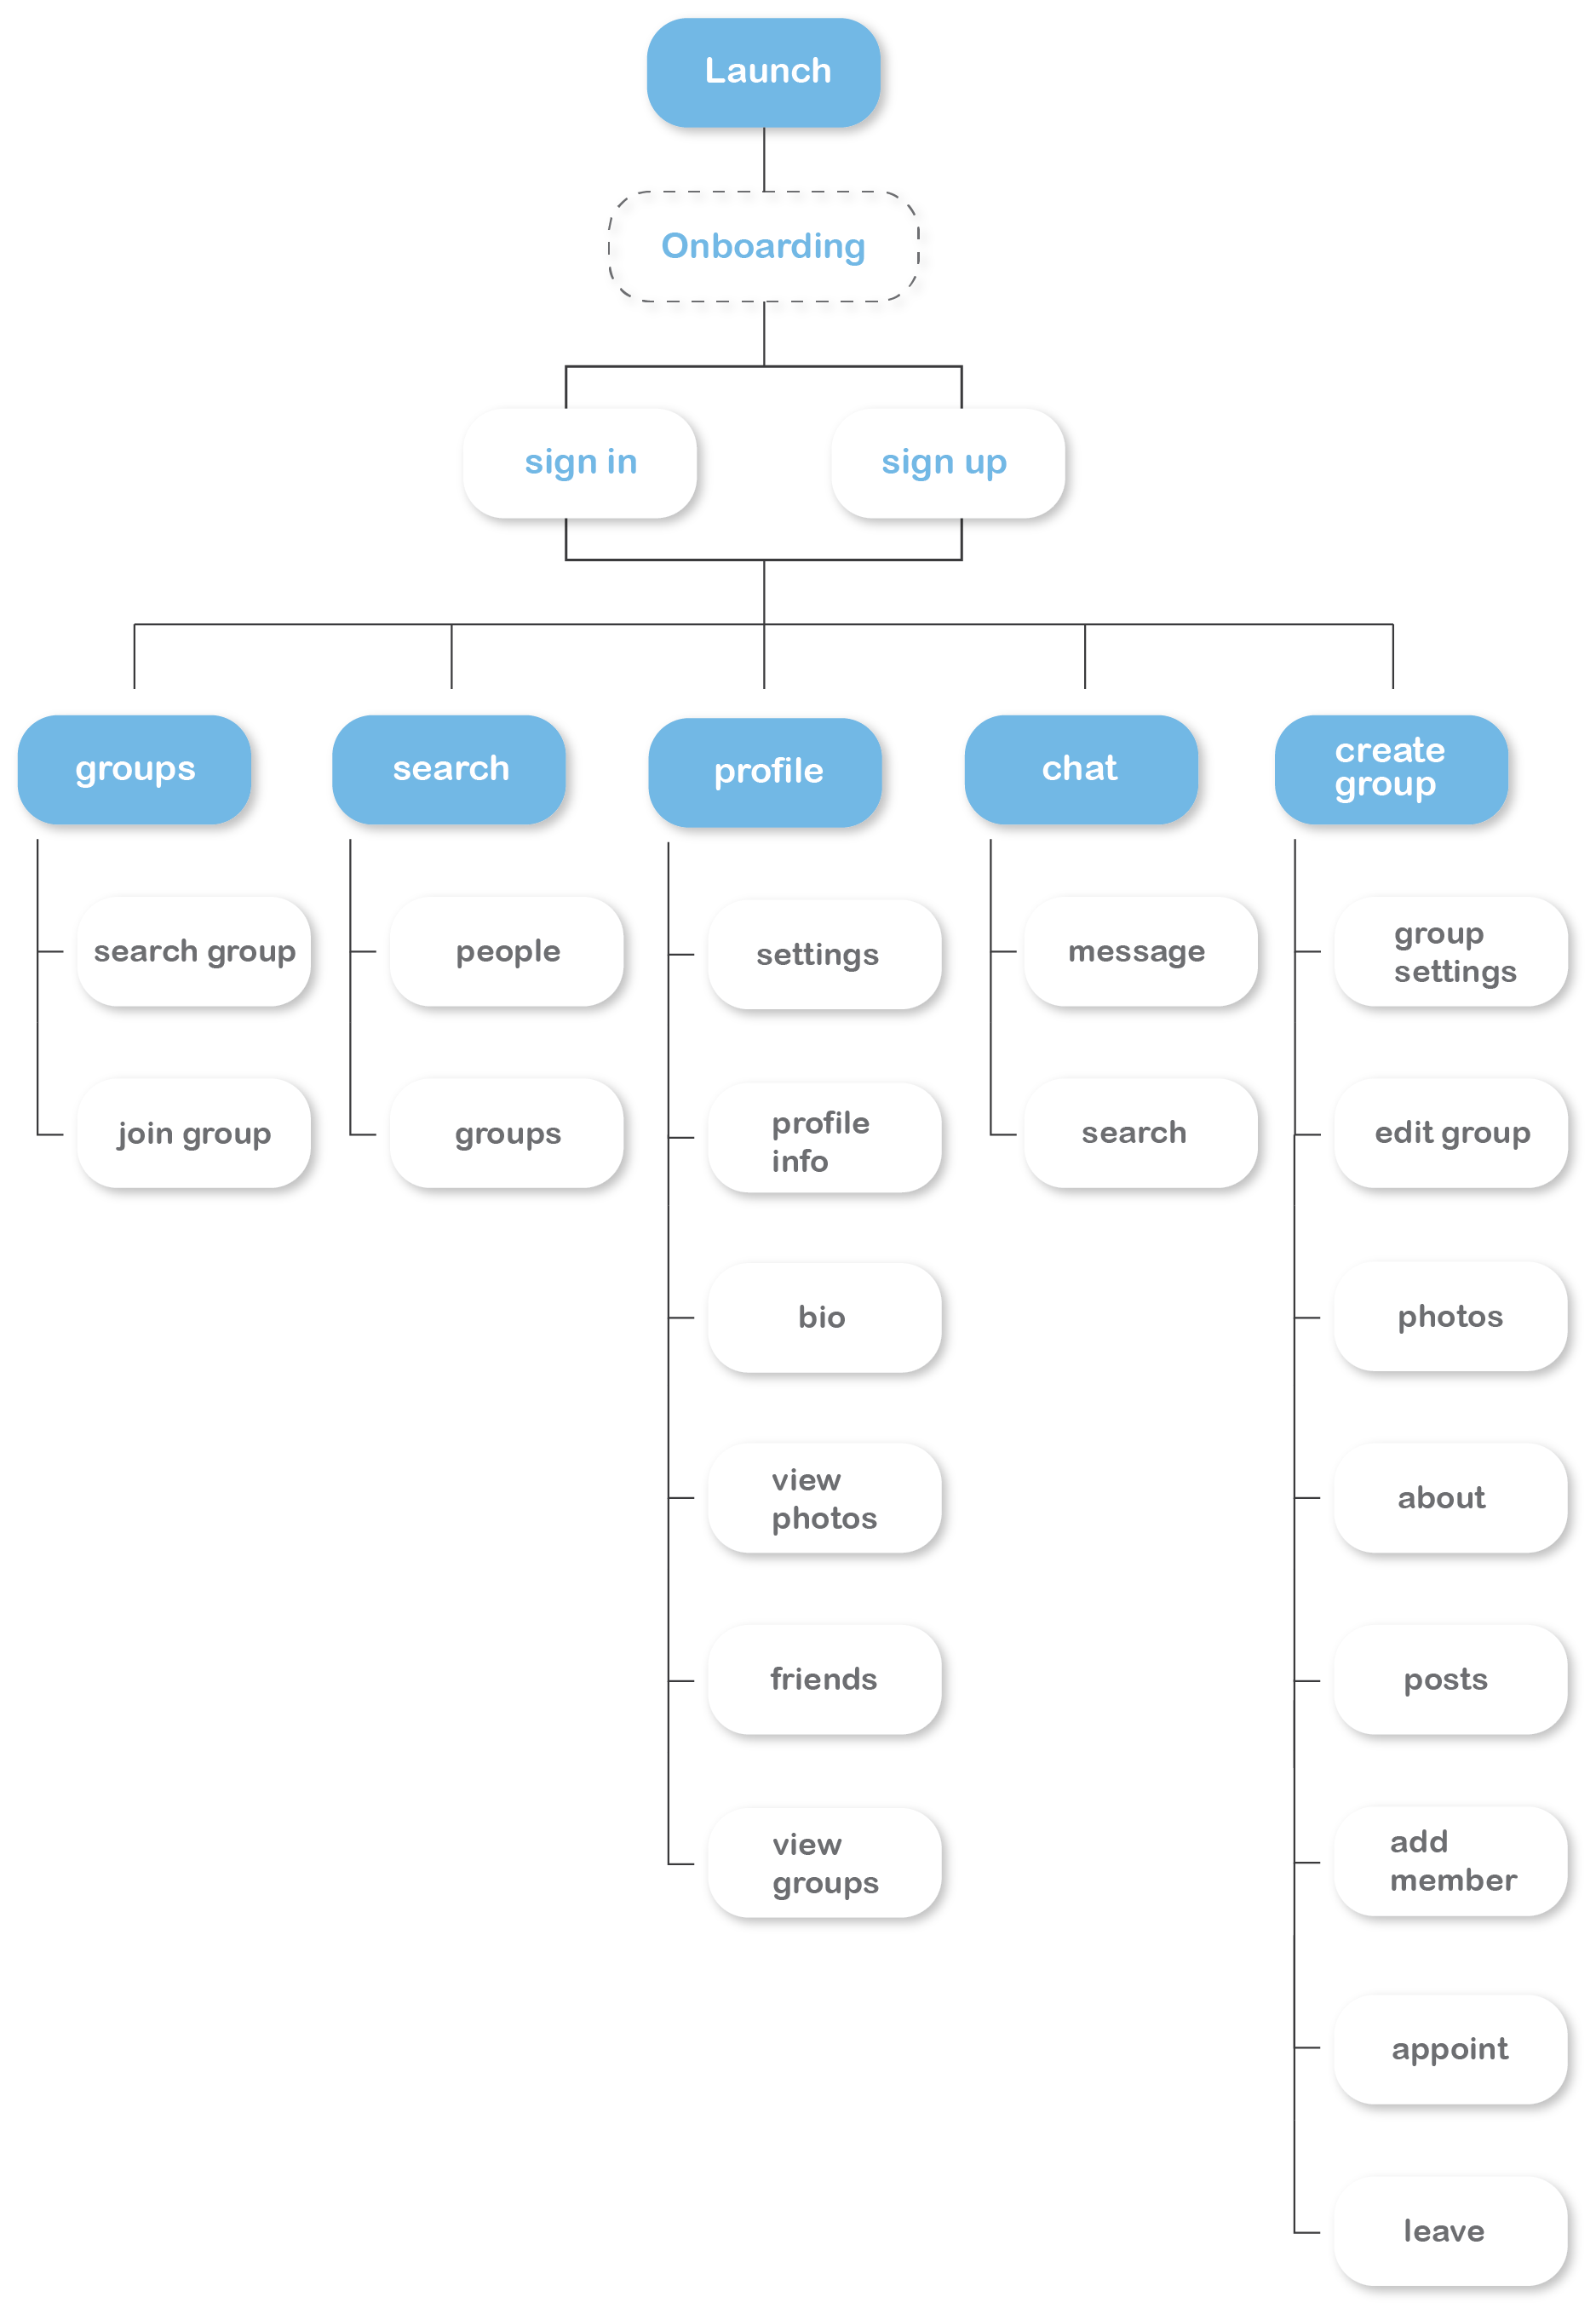 Launch
Onboarding
sign in
sign up
groups
search
profile
chat
create
group
search group
join group
people
groups
settings
profile
info
bio
view
photos
friends
view
groups
message
search
group
settings
edit group
photos
about
posts
add
member
appoint
leave